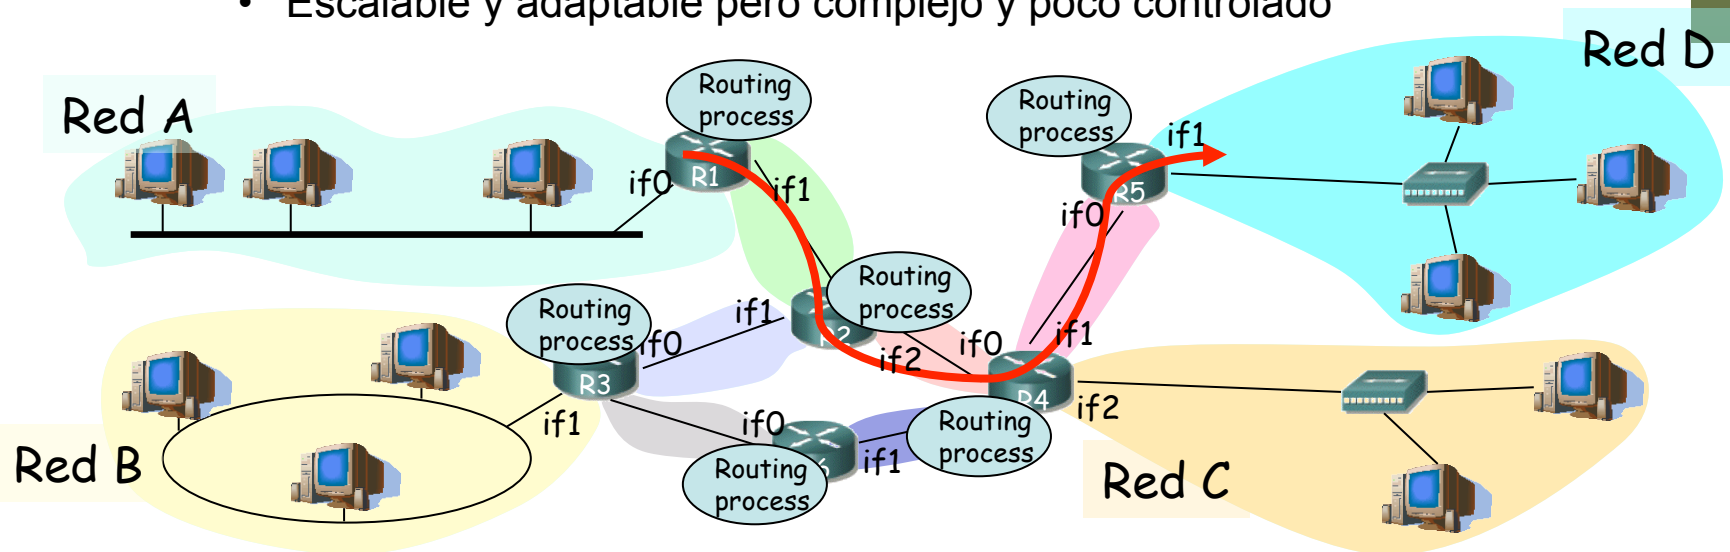 • Escalable y adaptable pero complejo y poco controlado
Red D
Red A
Routing
process
Routing
process
if1
if0
R1
if1
R5
if0
Routing
process
Routing
process
if1
if0
R2
if2
if0
if1
R3
R4
if2
if1
if0
Routing
process
if1
Routing
process
6
Red B
Red C